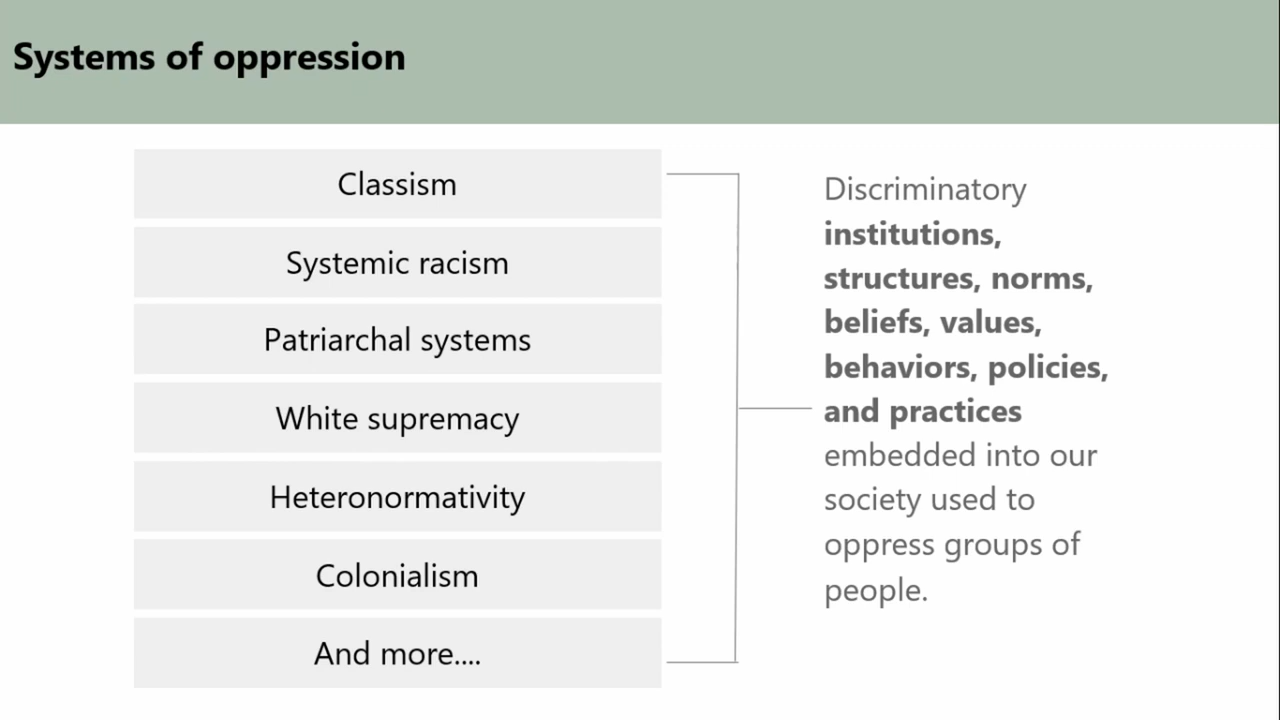 Systems of oppression
Classism
Systemic racism
Patriarchal systems
White supremacy
Heteronormativity
Colonialism
And more....
Discriminatory
institutions,
structures, norms,
beliefs, values,
behaviors, policies,
and practices
embedded into our
society used to
oppress groups of
people.